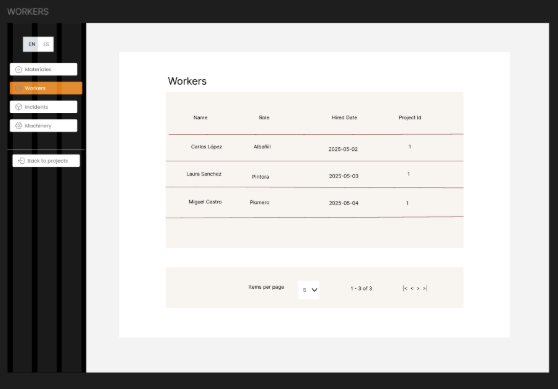 WORKERS
EN ES
Materiales
Workers
Incidents
Machinery
Back to projects
Workers
Name Role Hired Date Project Id
Carlos López Albañil 2025-05-02 1
Laura Sanchez Pintora 2025-05-03 1
Miguel Castro Plomero 2025-05-04 1
Items per page 5 1 - 3 of 3 |< < > >|